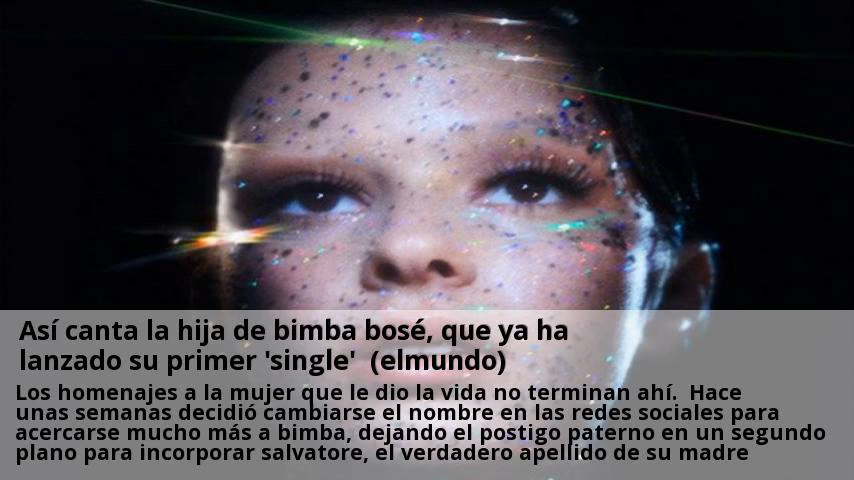 Así canta la hija de bimba bosé, que ya ha
lanzado su primer 'single'  (elmundo)
Los homenajes a la mujer que le dio la vida no terminan ahí.  Hace
unas semanas decidió cambiarse el nombre en las redes sociales para
acercarse mucho más a bimba, dejando el postigo paterno en un segundo
plano para incorporar salvatore, el verdadero apellido de su madre